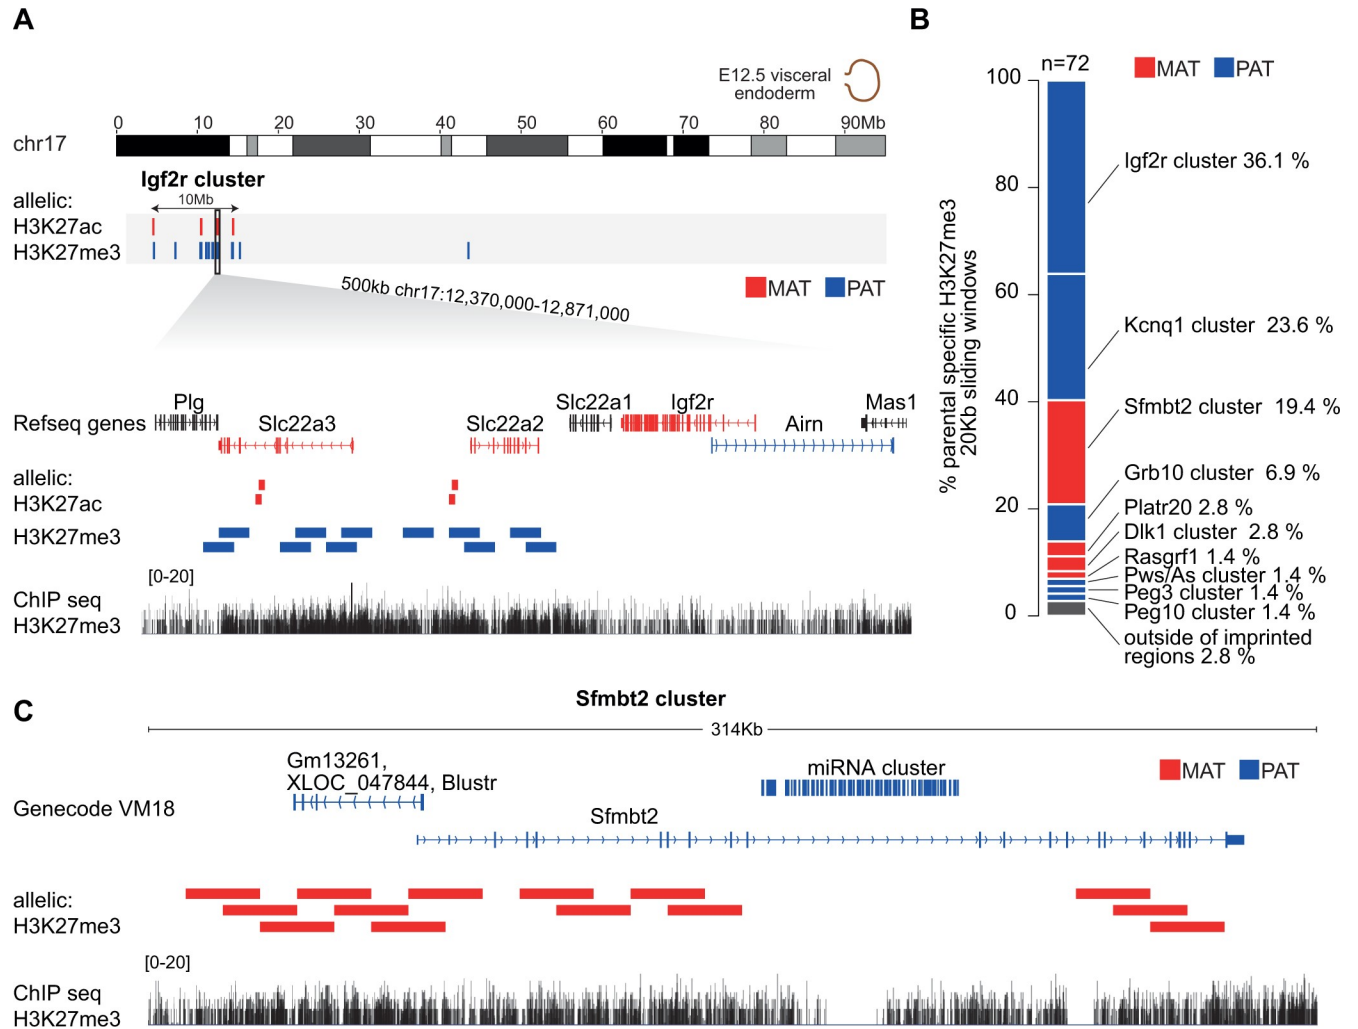 A
E12.5 visceral
endoderm
0 10 20 30 40 50 60 70 80 90Mb
chr17
Igf2r cluster
allelic:
10Mb
H3K27ac
H3K27me3
MAT PAT
500kb chr17:12,370,000-12,871,000
Refseq genes
Plg
Slc22a3
Slc22a2
Slc22a1
Igf2r
Airn
Mas1
allelic:
H3K27ac
H3K27me3
[0-20]
ChIP seq
H3K27me3
B
n=72
MAT PAT
% parental specific H3K27me3
20Kb sliding windows
100
80
60
40
20
0
Igf2r cluster 36.1 %
Kcnq1 cluster 23.6 %
Sfmbt2 cluster 19.4 %
Grb10 cluster 6.9 %
Platr20 2.8 %
Dlk1 cluster 2.8 %
Rasgrf1 1.4 %
Pws/As cluster 1.4 %
Peg3 cluster 1.4 %
Peg10 cluster 1.4 %
outside of imprinted
regions 2.8 %
C
Sfmbt2 cluster
314Kb
MAT PAT
Gm13261,
XLOC_047844, Blustr
miRNA cluster
Genecode VM18
Sfmbt2
allelic:
H3K27me3
[0-20]
ChIP seq
H3K27me3